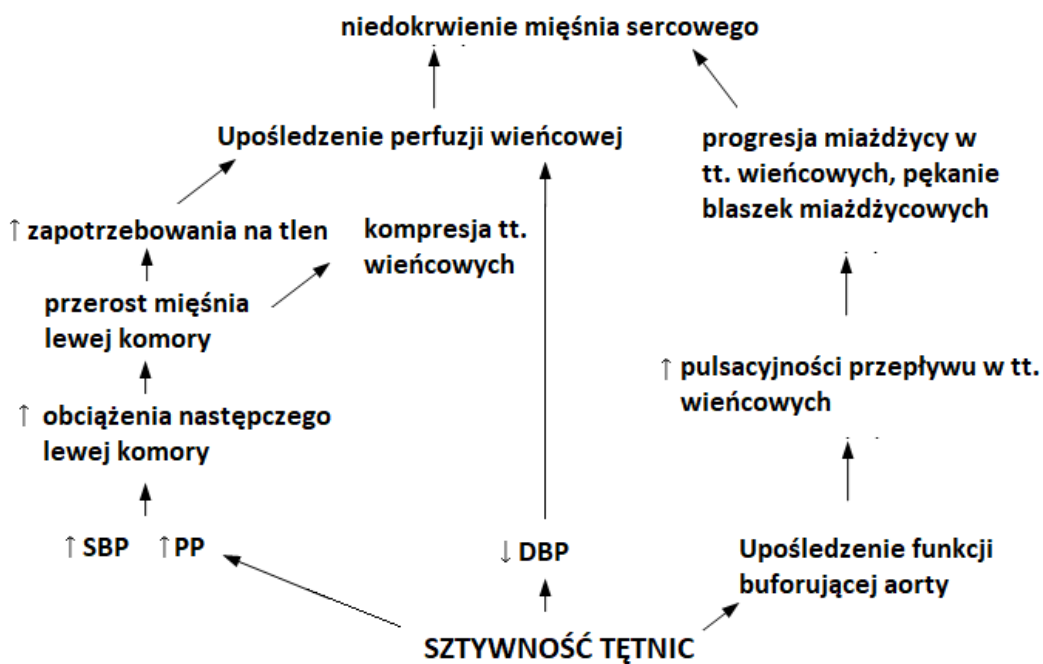 niedokrwienie mięśnia sercowego
Upośledzenie perfuzji wieńcowej
progresja miażdżycy w
tt. wieńcowych, pękanie
blaszek miażdżycowych
↑ zapotrzebowania na tlen
kompresja tt.
wieńcowych
przerost mięśnia
lewej komory
↑ pulsacyjności przepływu w tt.
wieńcowych
↑ obciążenia następczego
lewej komory
↑ SBP ↑ PP
↓ DBP
Upośledzenie funkcji
buforującej aorty
SZTYWNOŚĆ TĘTNIC